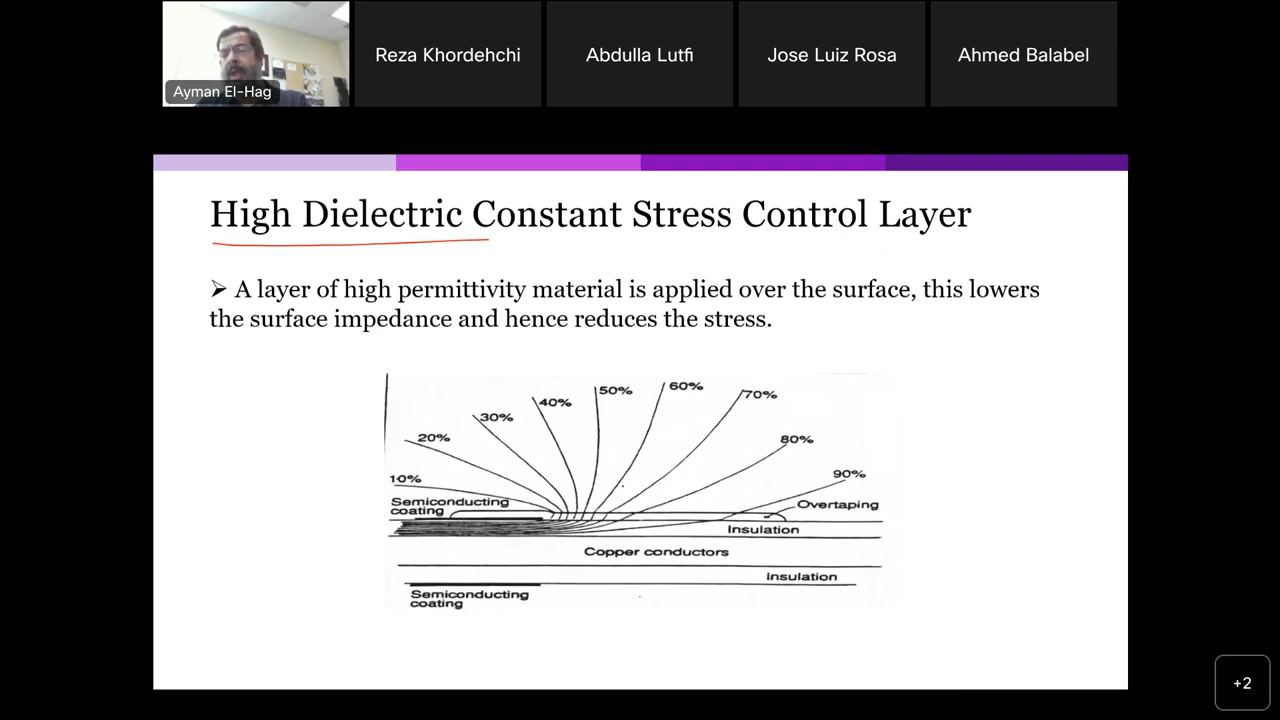 Ayman El-Hag
Reza Khordehchi
Abdulla Lutfi
Jose Luiz Rosa
Ahmed Balabel
High Dielectric Constant Stress Control Layer
➢ A layer of high permittivity material is applied over the surface, this lowers
the surface impedance and hence reduces the stress.
10%
20%
30%
40%
50%
60%
70%
80%
90%
Semiconducting
coating
Overtaping
Insulation
Copper conductors
Insulation
Semiconducting
coating
+2